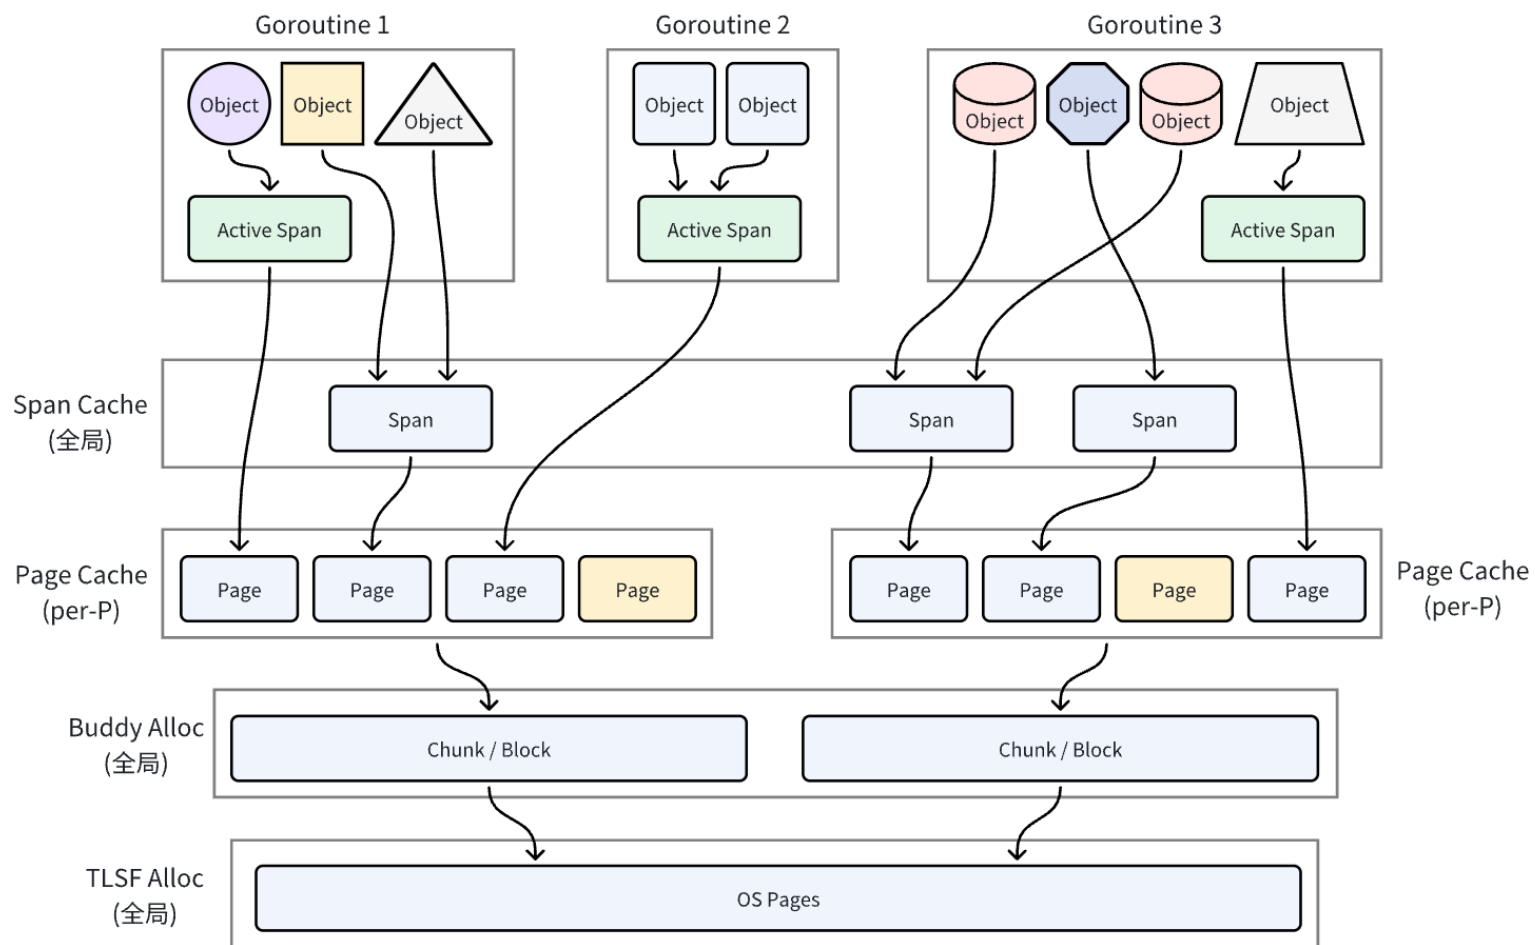 Goroutine 1
Goroutine 2
Goroutine 3
Object
Object
Object
Object
Object
Object
Object
Object
Object
Active Span
Active Span
Active Span
Span Cache
(全局)
Span
Span
Span
Page Cache
(per-P)
Page
Page
Page
Page
Page
Page
Page
Page
Page Cache
(per-P)
Buddy Alloc
(全局)
Chunk / Block
Chunk / Block
TLSF Alloc
(全局)
OS Pages